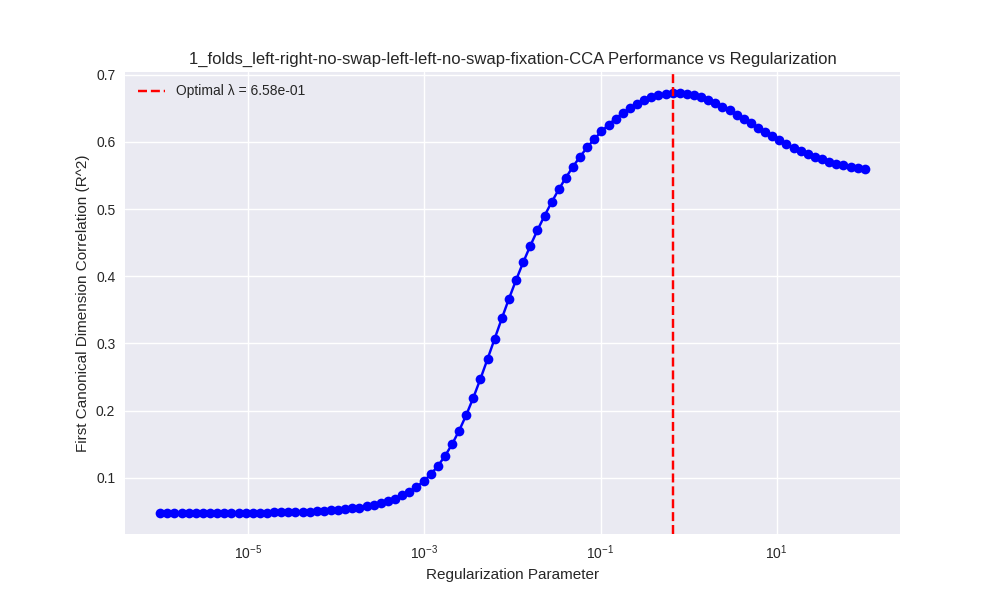 1_folds_left-right-no-swap-left-left-no-swap-fixation-CCA Performance vs Regularization
Optimal λ = 6.58e-01
First Canonical Dimension Correlation (R^2)
0.7
0.6
0.5
0.4
0.3
0.2
0.1
10⁻⁵ 10⁻³ 10⁻¹ 10¹
Regularization Parameter